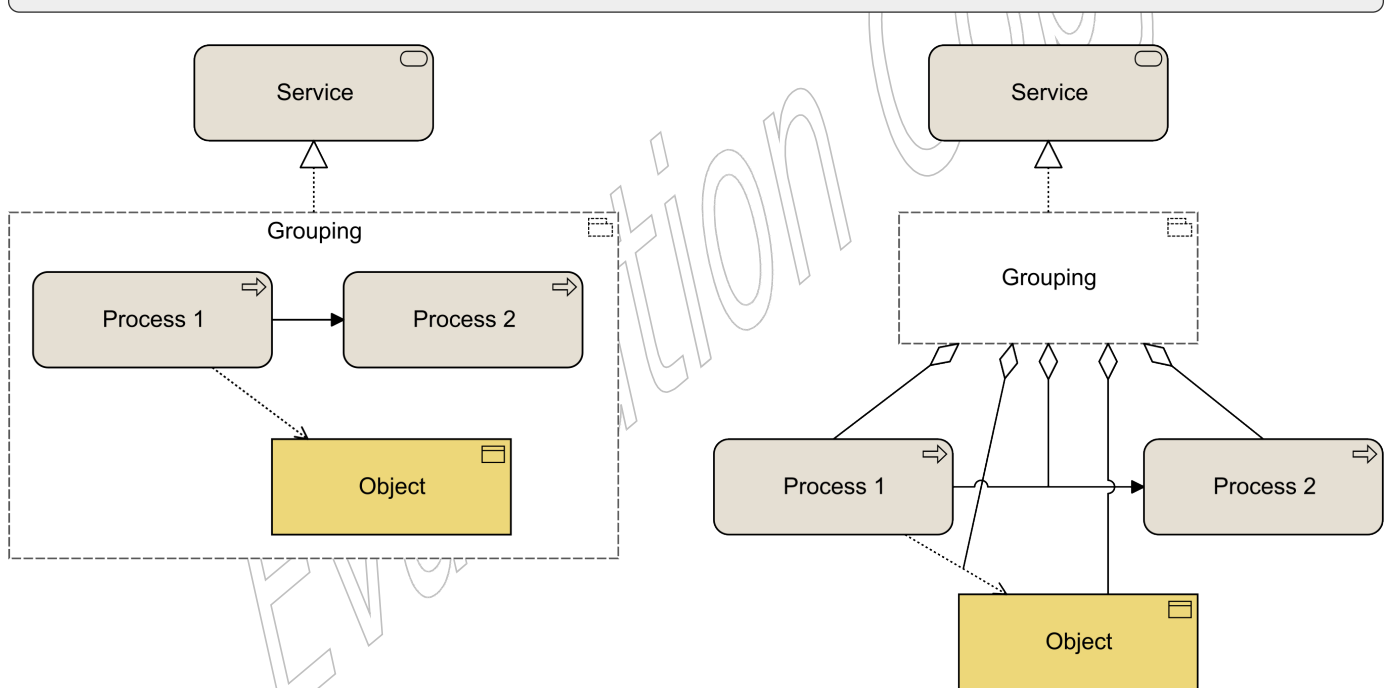 Service
Service
Grouping
Process 1
Process 2
Object
Grouping
Process 1
Process 2
Object